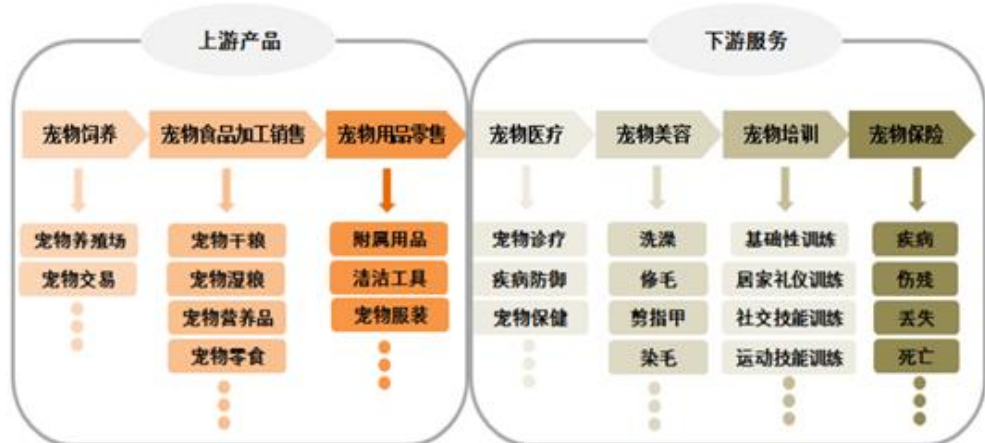 上游产品
下游服务
宠物饲养
宠物食品加工销售
宠物用品零售
宠物医疗
宠物美容
宠物培训
宠物保险
宠物养殖场
宠物交易
宠物干粮
宠物湿粮
宠物营养品
宠物零食
附属用品
洁洁工具
宠物服装
宠物诊疗
疾病防御
宠物保健
洗澡
修毛
剪指甲
染毛
基础性训练
居家礼仪训练
社交技能训练
运动技能训练
疾病
伤残
丢失
死亡